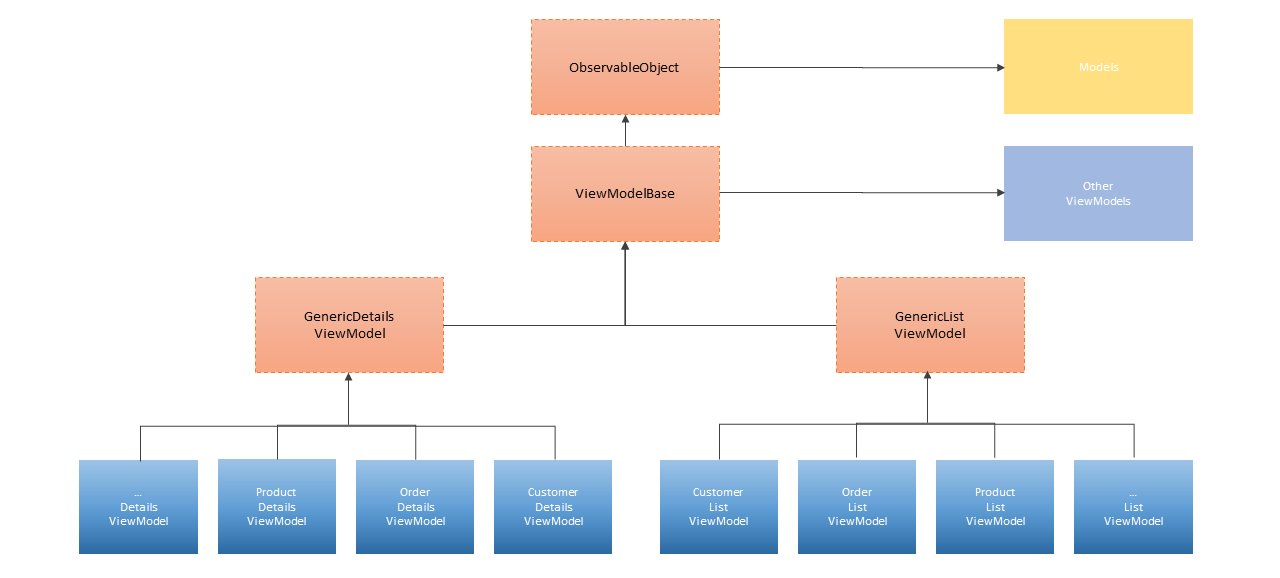 ObservableObject
Models
ViewModelBase
Other
ViewModels
GenericDetails
ViewModel
GenericList
ViewModel
...
Details
ViewModel
Product
Details
ViewModel
Order
Details
ViewModel
Customer
Details
ViewModel
Customer
List
ViewModel
Order
List
ViewModel
Product
List
ViewModel
...
List
ViewModel